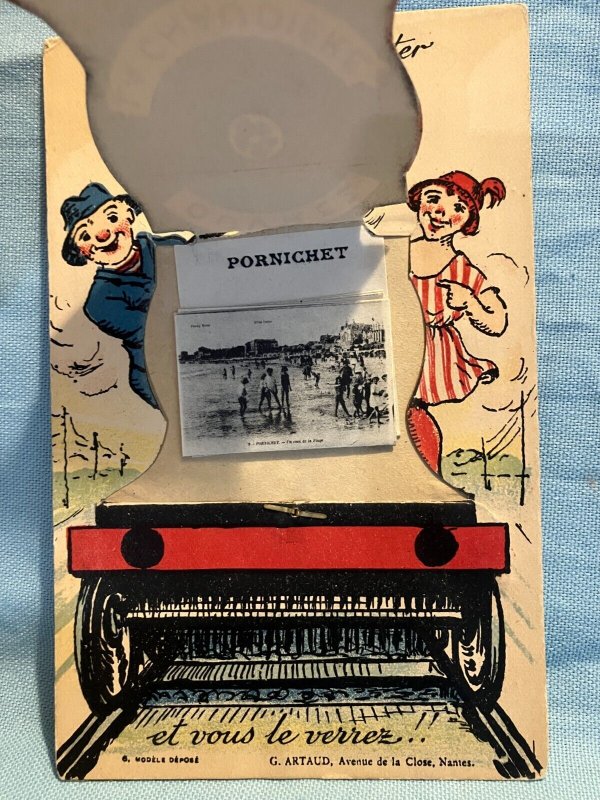 ter
PORNICHET
9 - PORNICHET. - Un coin de la Plage
et vous le verrez...
6. MODÈLE DÉPOSÉ
G. ARTAUD, Avenue de la Close, Nantes.